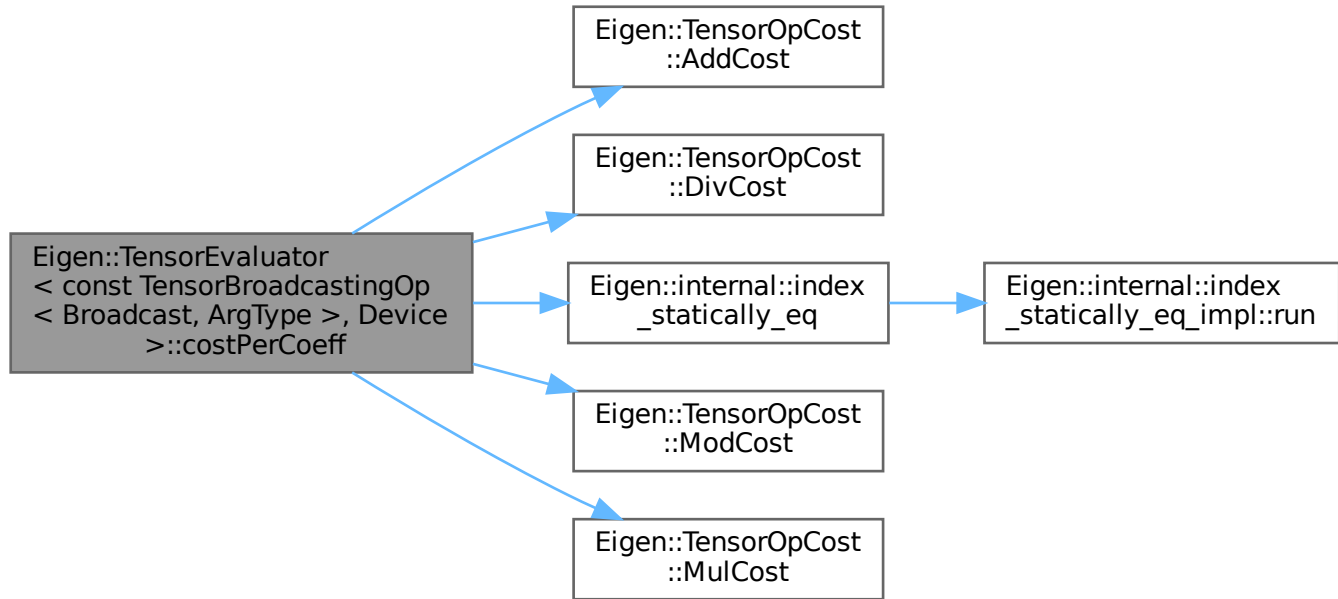 Eigen::TensorOpCost
::AddCost
Eigen::TensorOpCost
::DivCost
Eigen::TensorEvaluator
< const TensorBroadcastingOp
< Broadcast, ArgType >, Device
>::costPerCoeff
Eigen::internal::index
_statically_eq
Eigen::internal::index
_statically_eq_impl::run
Eigen::TensorOpCost
::ModCost
Eigen::TensorOpCost
::MulCost